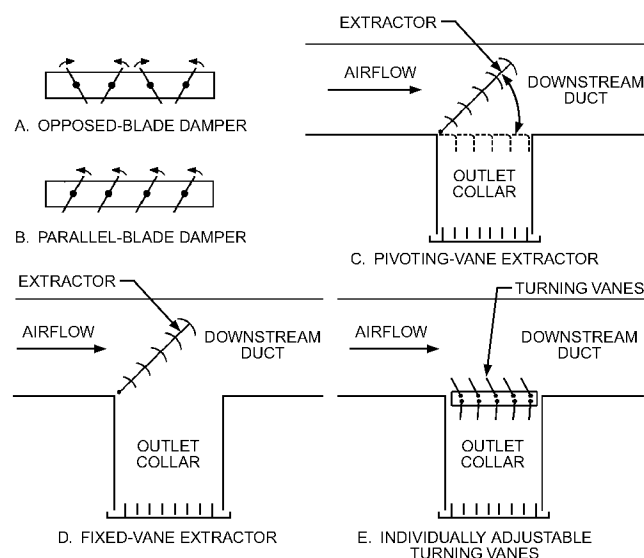 A. OPPOSED-BLADE DAMPER
B. PARALLEL-BLADE DAMPER
EXTRACTOR
AIRFLOW
DOWNSTREAM
DUCT
OUTLET
COLLAR
C. PIVOTING-VANE EXTRACTOR
EXTRACTOR
AIRFLOW
DOWNSTREAM
DUCT
OUTLET
COLLAR
D. FIXED-VANE EXTRACTOR
TURNING VANES
AIRFLOW
DOWNSTREAM
DUCT
OUTLET
COLLAR
E. INDIVIDUALLY ADJUSTABLE
TURNING VANES